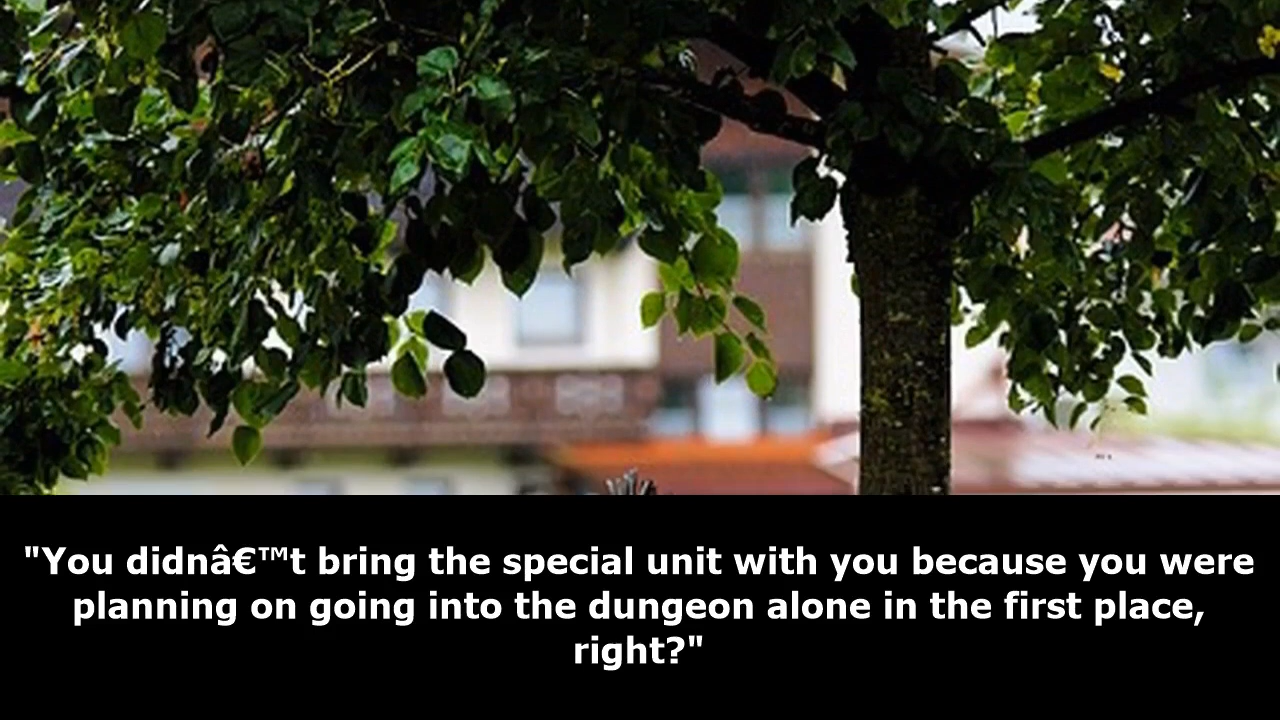 "You didnâ€™t bring the special unit with you because you were
planning on going into the dungeon alone in the first place,
right?"